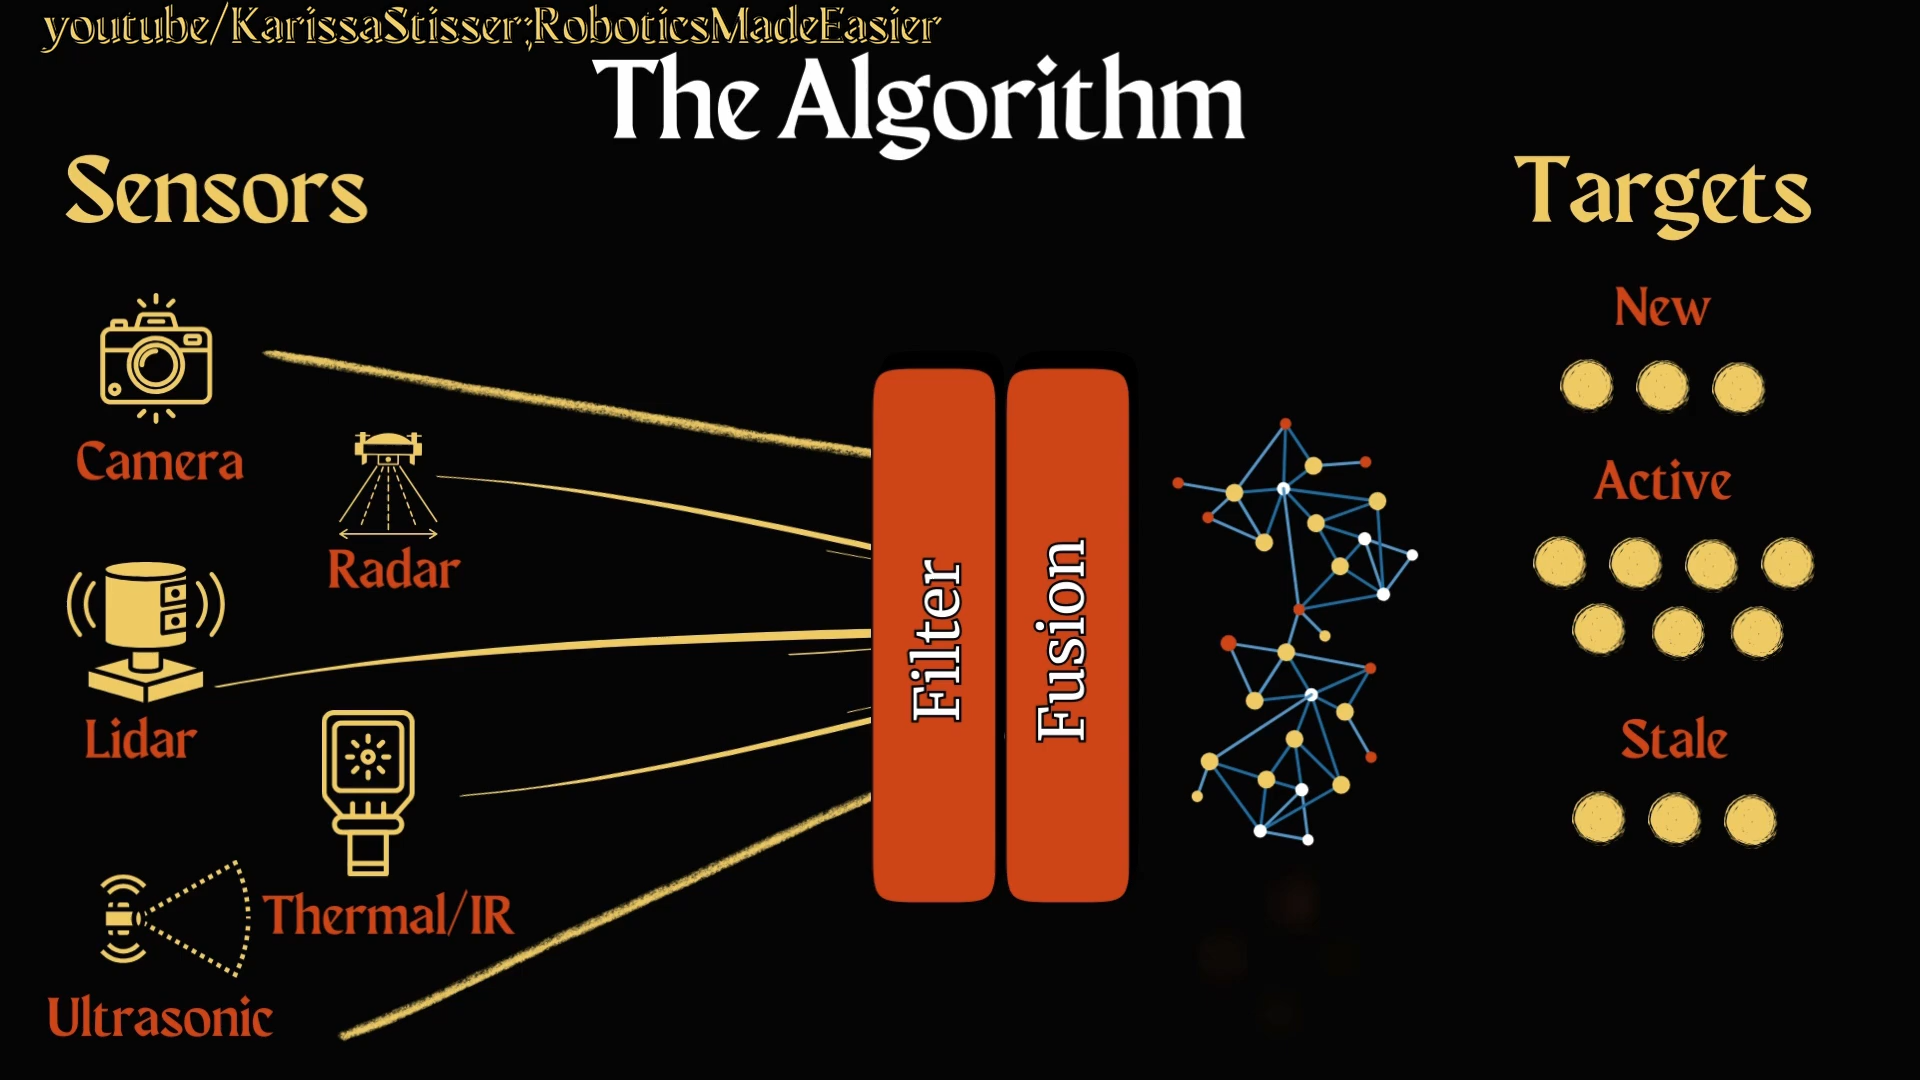 youtube/KarissaStisser;RoboticsMadeEasier
The Algorithm
Sensors
Targets
Camera
Radar
Lidar
Thermal/IR
Ultrasonic
Filter
Fusion
New
Active
Stale